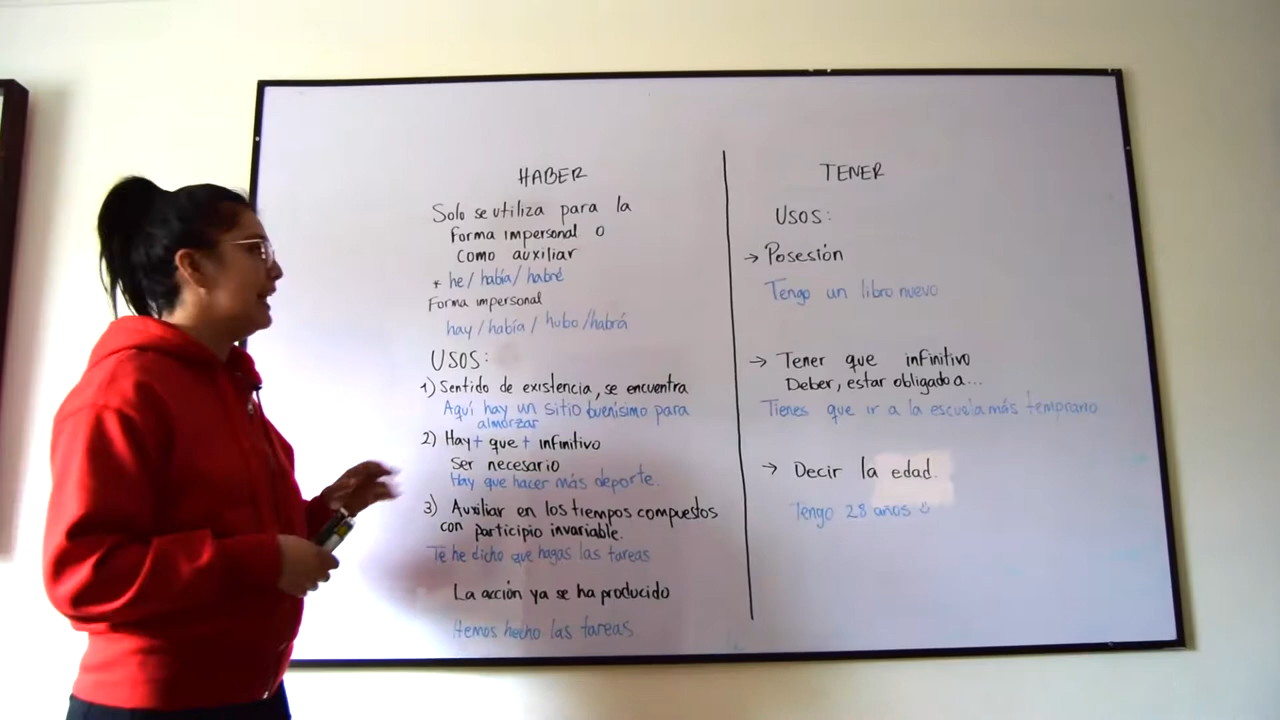 HABER
Solo se utiliza para la
forma impersonal o
como auxiliar
* he / había / habré
Forma impersonal
hay / había / hubo / habrá
USOS:
1) Sentido de existencia, se encuentra
Aquí hay un sitio buenísimo para
almorzar
2) Hay + que + infinitivo
Ser necesario
Hay que hacer más deporte.
3) Auxiliar en los tiempos compuestos
con participio invariable.
Te he dicho que hagas las tareas
La acción ya se ha producido
Hemos hecho las tareas
TENER
USOS:
→ Posesión
Tengo un libro nuevo
→ Tener que infinitivo
Deber, estar obligado a...
Tienes que ir a la escuela más temprano
→ Decir la edad.
Tengo 28 años ☺